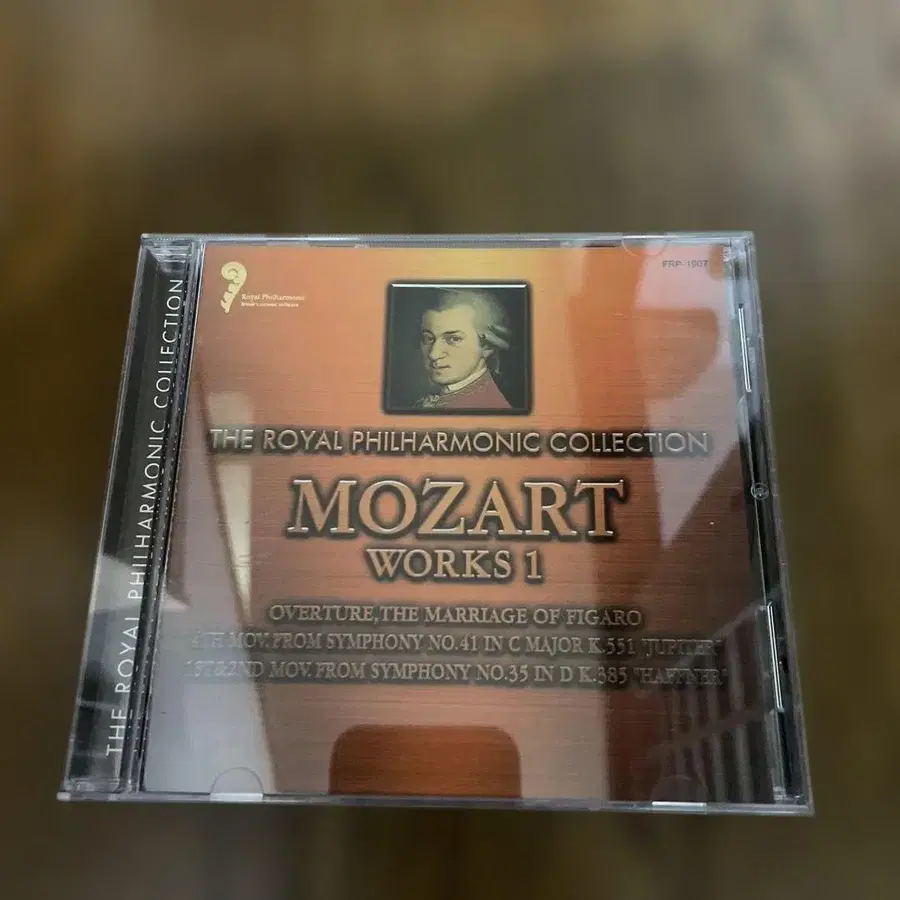 THE ROYAL PHILHARMONIC COLLECTION
Royal Philharmonic
FRP-1907
THE ROYAL PHILHARMONIC COLLECTION
MOZART
WORKS 1
OVERTURE, THE MARRIAGE OF FIGARO
4TH MOV. FROM SYMPHONY NO.41 IN C MAJOR K.551 "JUPITER"
1ST&2ND MOV. FROM SYMPHONY NO.35 IN D K.385 "HAFFNER"